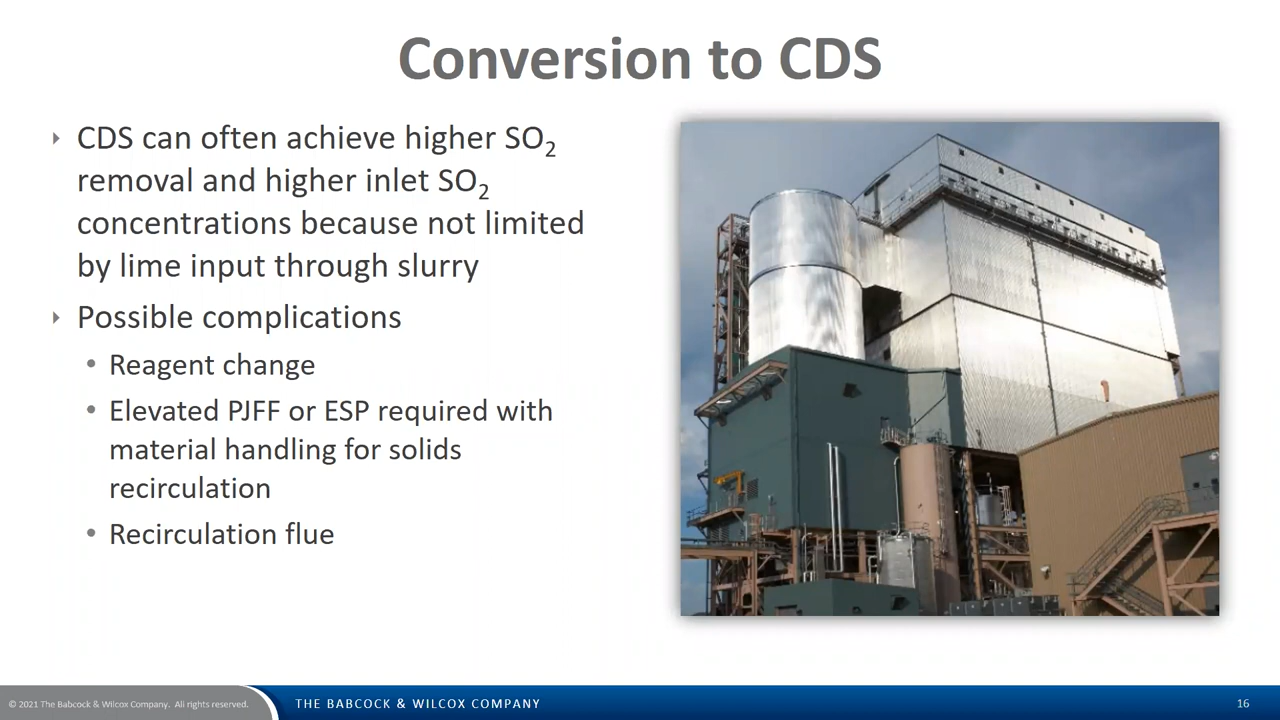 Conversion to CDS
CDS can often achieve higher SO₂
removal and higher inlet SO₂
concentrations because not limited
by lime input through slurry
Possible complications
• Reagent change
• Elevated PJFF or ESP required with
material handling for solids
recirculation
• Recirculation flue
© 2021 The Babcock & Wilcox Company. All rights reserved.
THE BABCOCK & WILCOX COMPANY
16